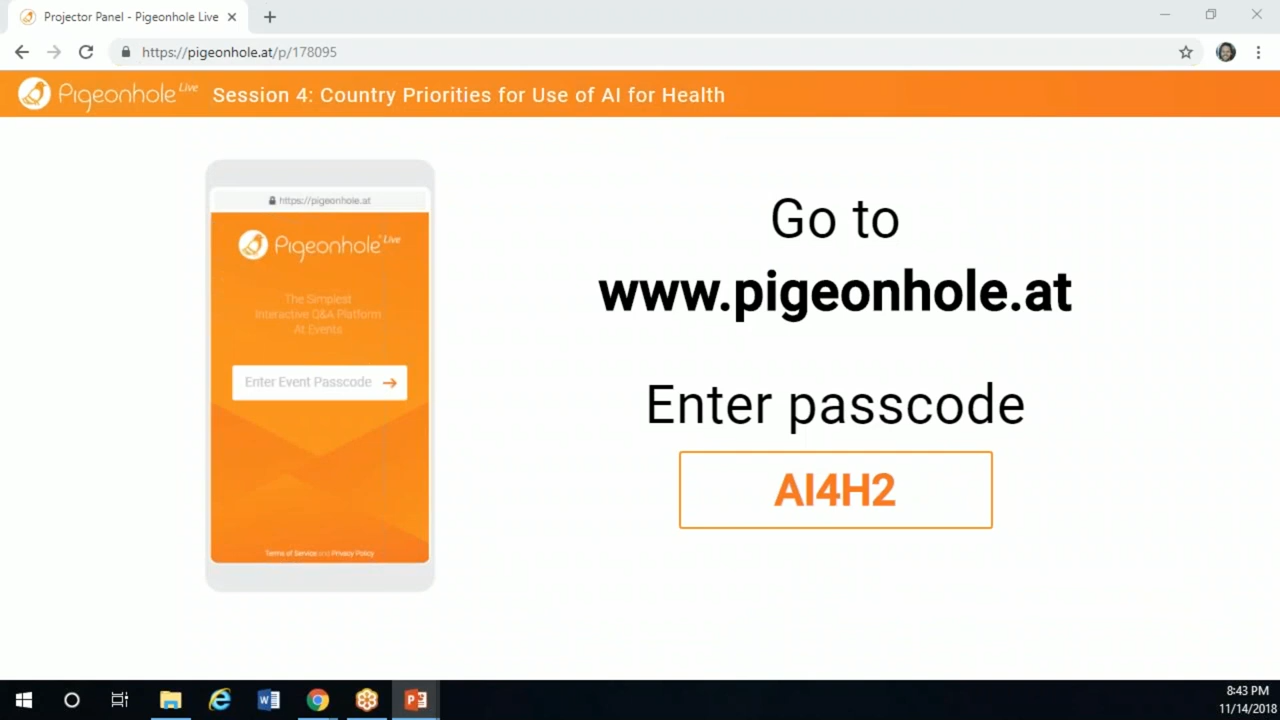 Projector Panel - Pigeonhole Live
https://pigeonhole.at/p/178095
Pigeonhole Live Session 4: Country Priorities for Use of AI for Health
https://pigeonhole.at
Pigeonhole Live
The Simplest
Interactive Q&A Platform
At Events
Enter Event Passcode
Terms of Service and Privacy Policy
Go to
www.pigeonhole.at
Enter passcode
AI4H2
8:43 PM
11/14/2018